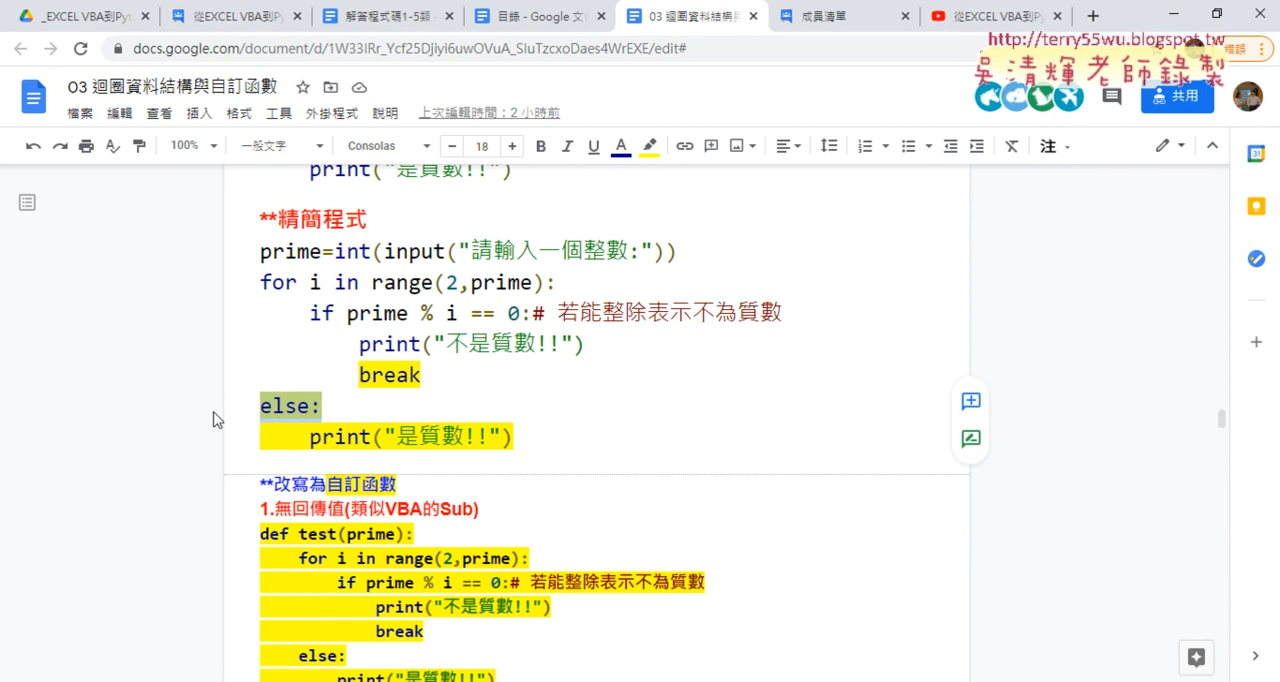 _EXCEL VBA到Pyt
從EXCEL VBA到Py
解答程式碼1-5類
目錄 - Google 文
03 迴圈資料結構與
成員清單
從EXCEL VBA到Py
docs.google.com/document/d/1W33lRr_Ycf25Djiyi6uwOVuA_SluTzcxoDaes4WrEXE/edit#
http://terry55wu.blogspot.tw
吳清輝老師錄製
錯誤
03 迴圈資料結構與自訂函數
檔案 編輯 查看 插入 格式 工具 外掛程式 說明 上次編輯時間：2 小時前
共用
100% 一般文字 Consolas 18 B I U A 注
print("是質數!!")
**精簡程式
prime=int(input("請輸入一個整數:"))
for i in range(2,prime):
if prime % i == 0:# 若能整除表示不為質數
print("不是質數!!")
break
else:
print("是質數!!")
**改寫為自訂函數
1.無回傳值(類似VBA的Sub)
def test(prime):
for i in range(2,prime):
if prime % i == 0:# 若能整除表示不為質數
print("不是質數!!")
break
else:
print("是質數!!")